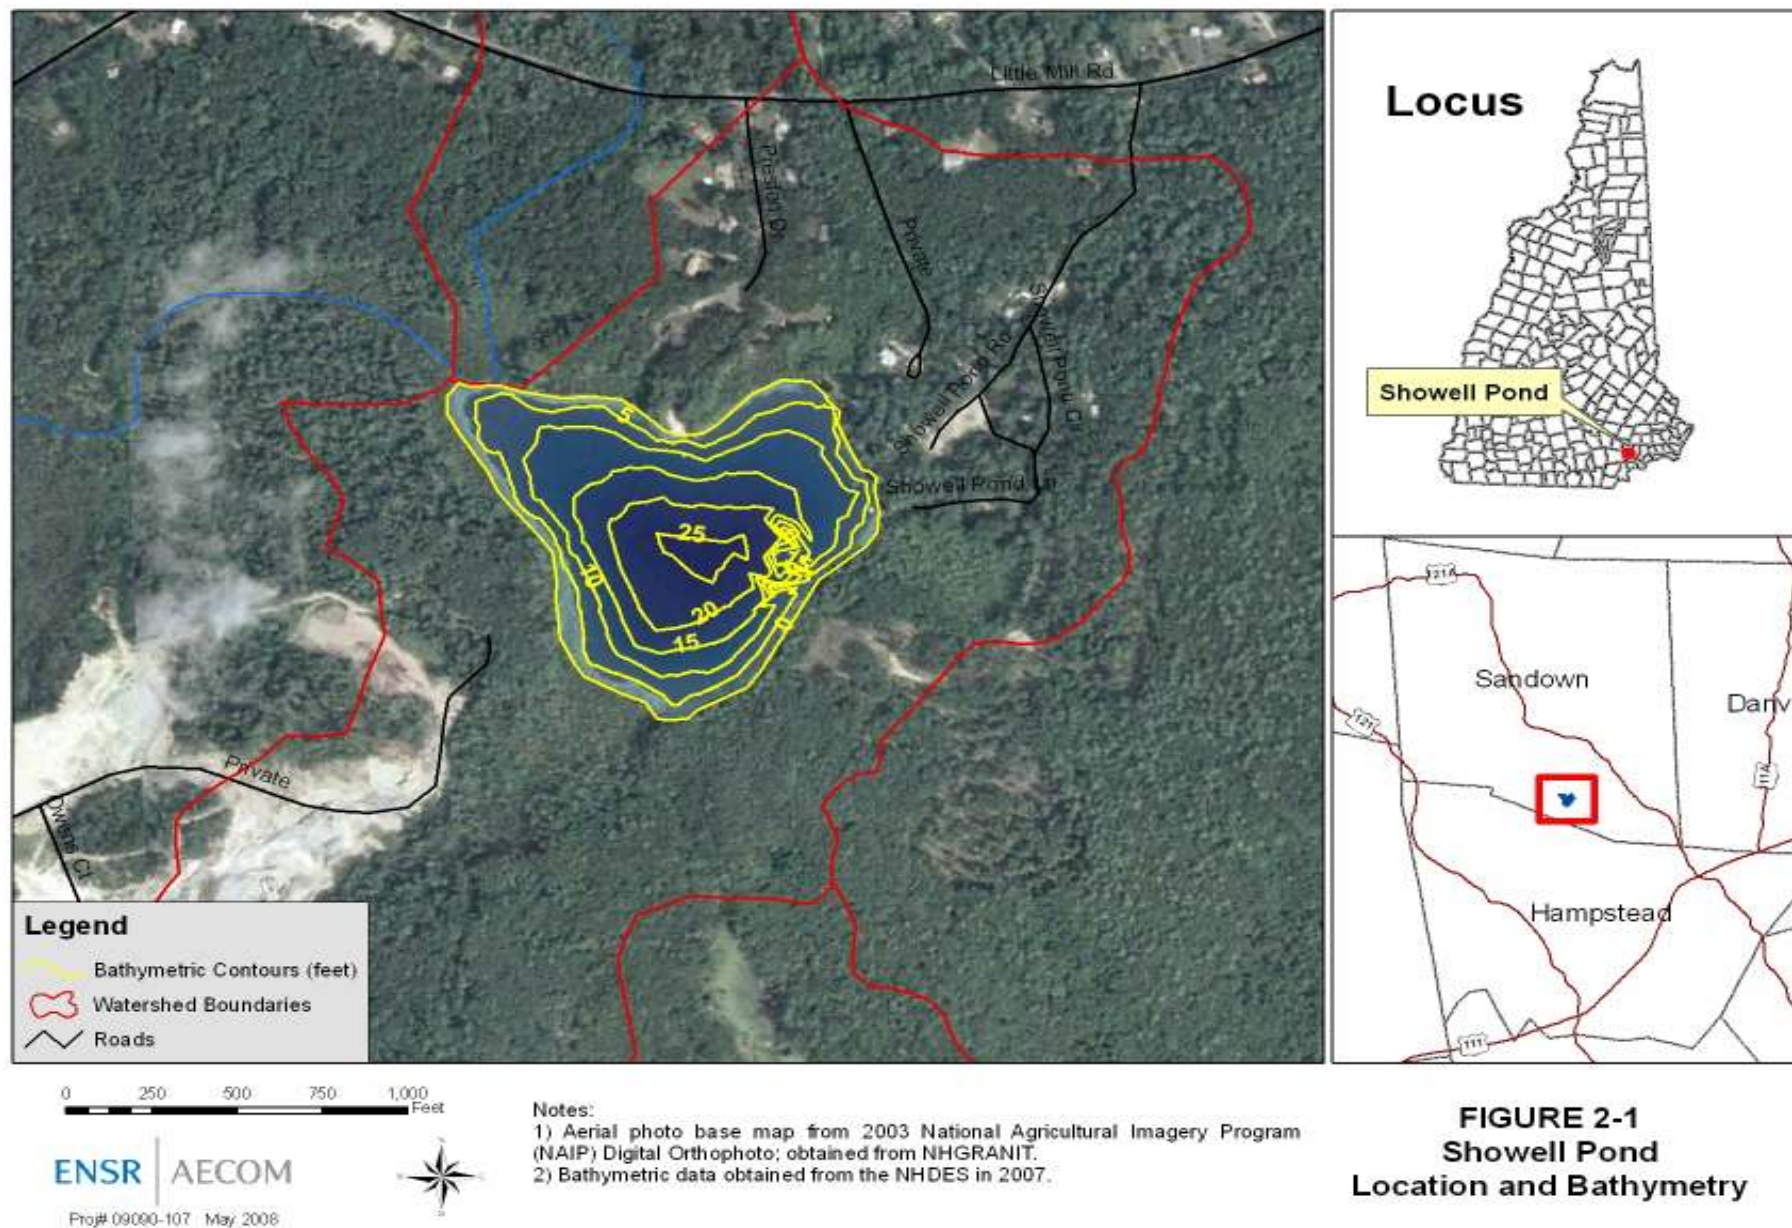 Little Mill Rd
Preston Dr
Private
Showell Pond Rd
Showell Pond Ct
Showell Pond Ln
5
25
10
20
15
0
Private
Owens Ct
Legend
Bathymetric Contours (feet)
Watershed Boundaries
Roads
Locus
Showell Pond
121A
Sandown
Danv
121
111A
Hampstead
111
0 250 500 750 1,000
Feet
ENSR AECOM
Proj# 09090-107 May 2008
Notes:
1) Aerial photo base map from 2003 National Agricultural Imagery Program
(NAIP) Digital Orthophoto; obtained from NHGRANIT.
2) Bathymetric data obtained from the NHDES in 2007.
FIGURE 2-1
Showell Pond
Location and Bathymetry